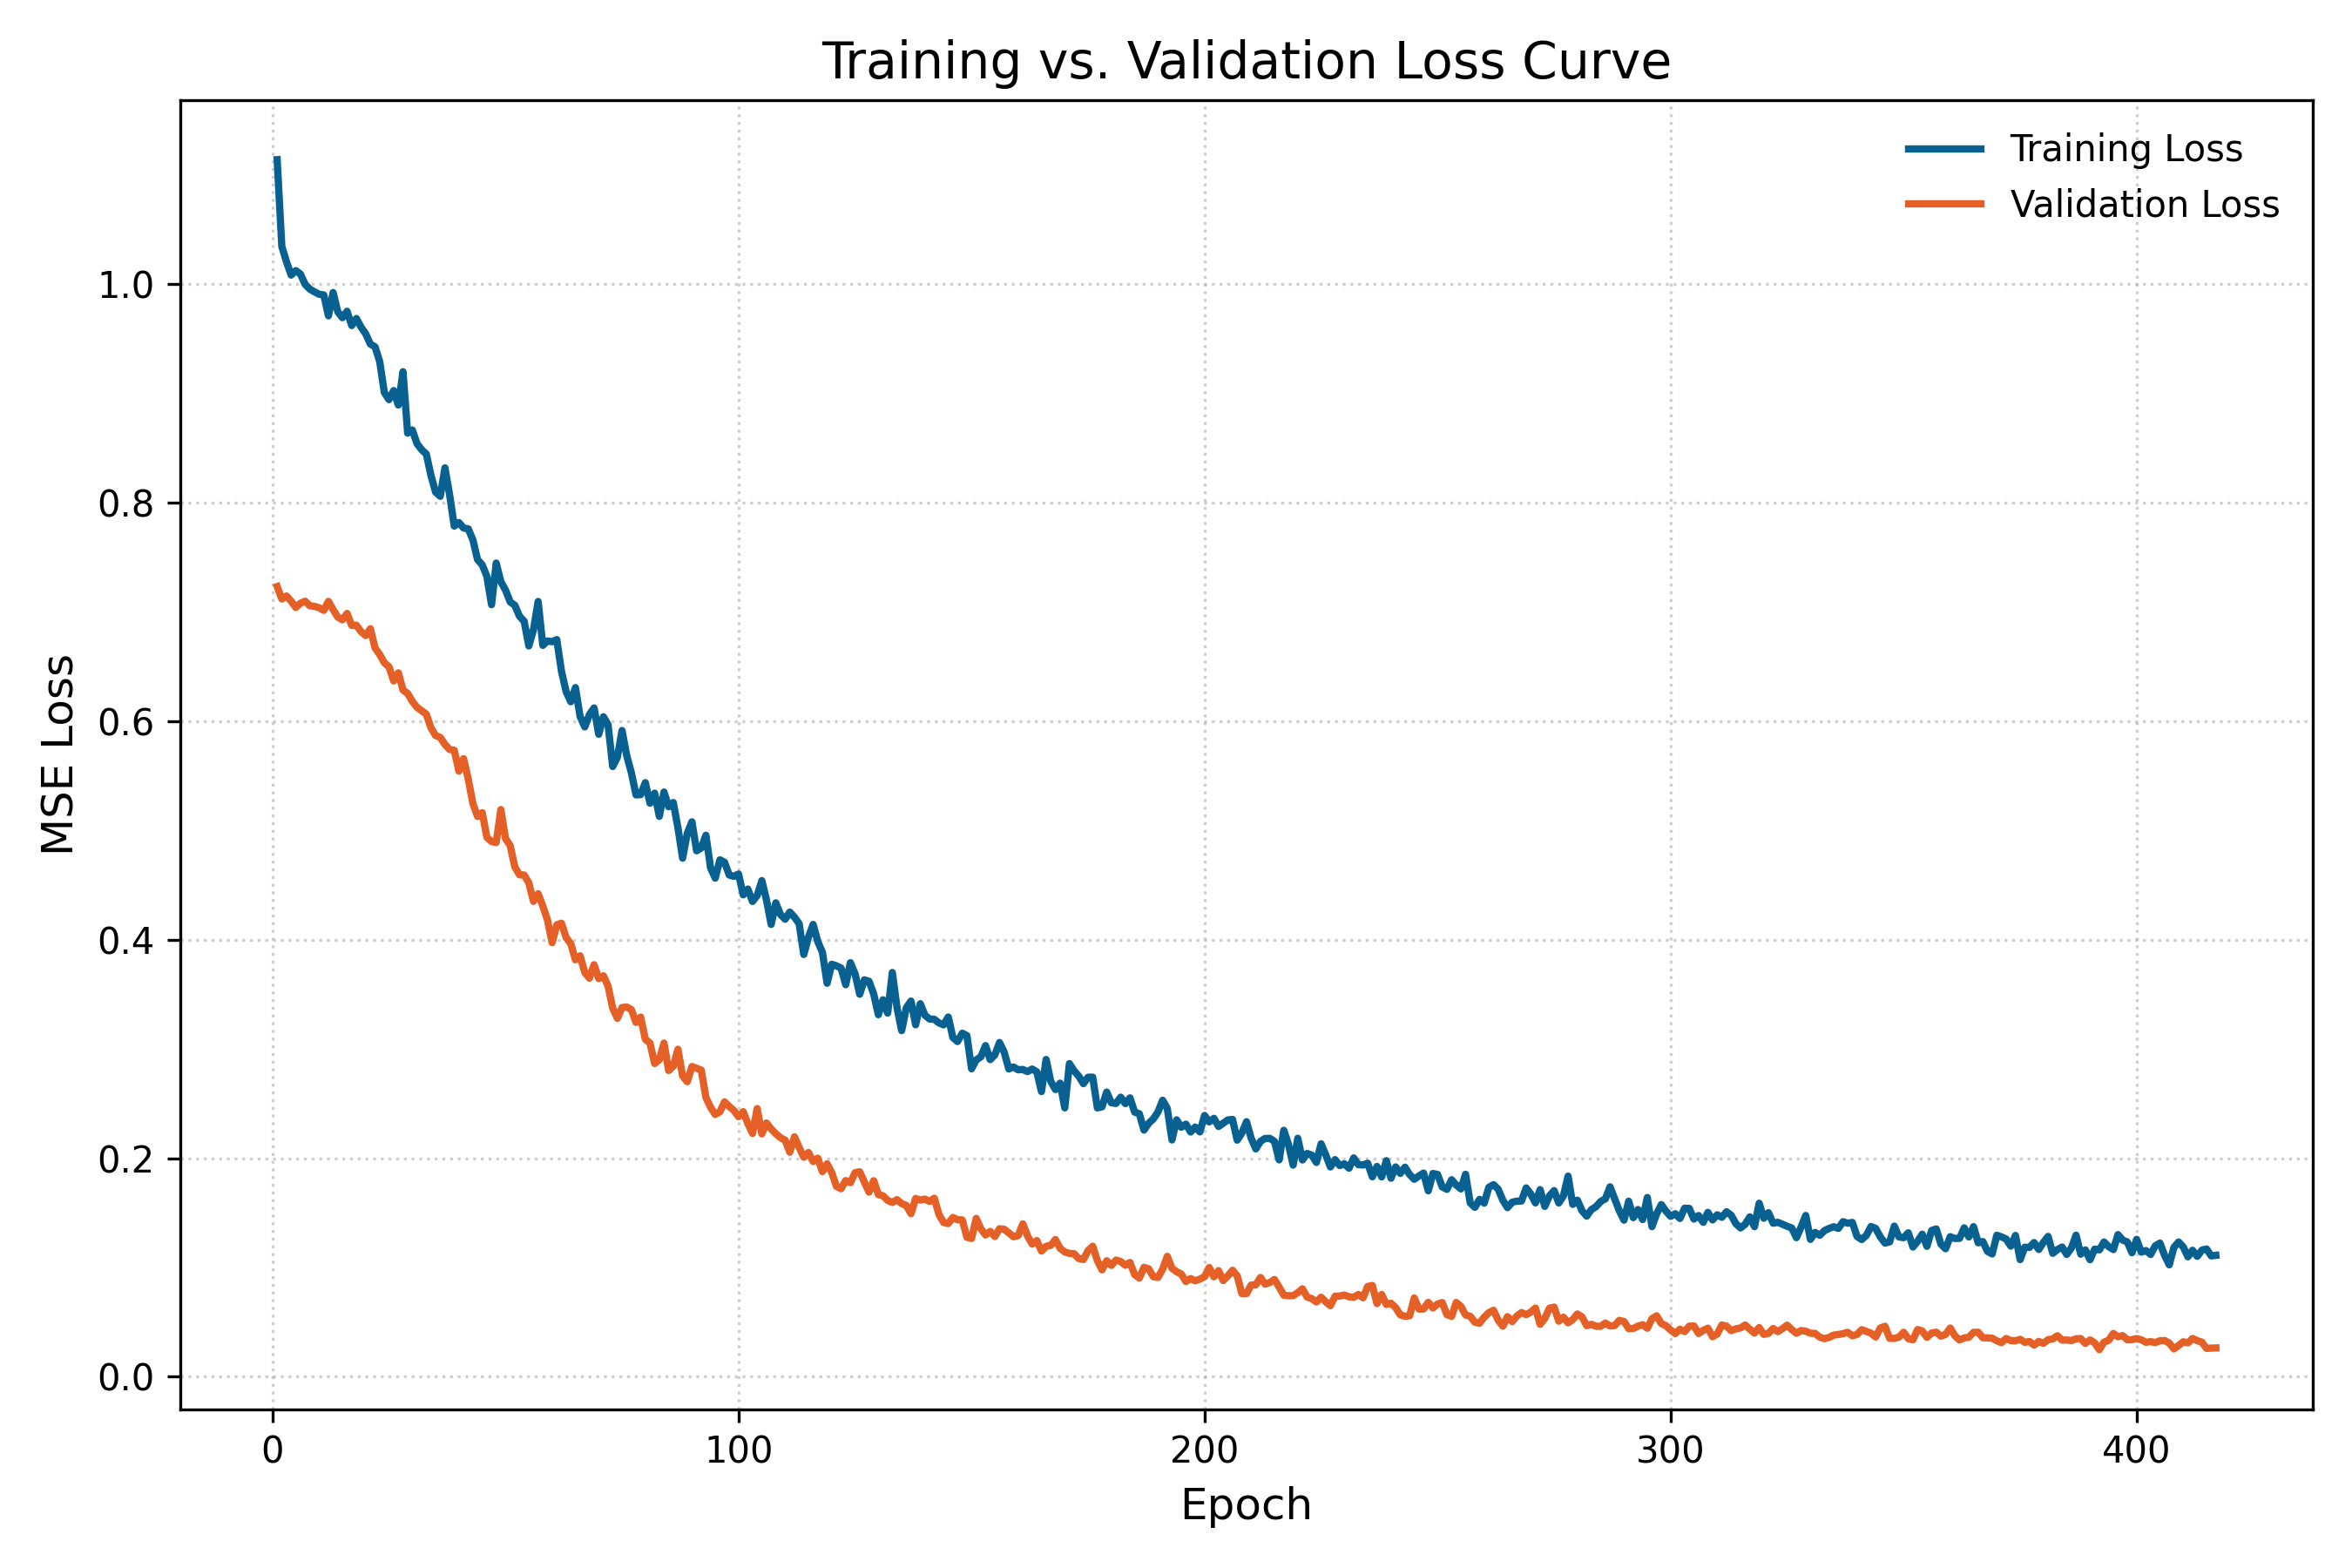 Training vs. Validation Loss Curve
Training Loss
Validation Loss
MSE Loss
1.0
0.8
0.6
0.4
0.2
0.0
0 100 200 300 400
Epoch